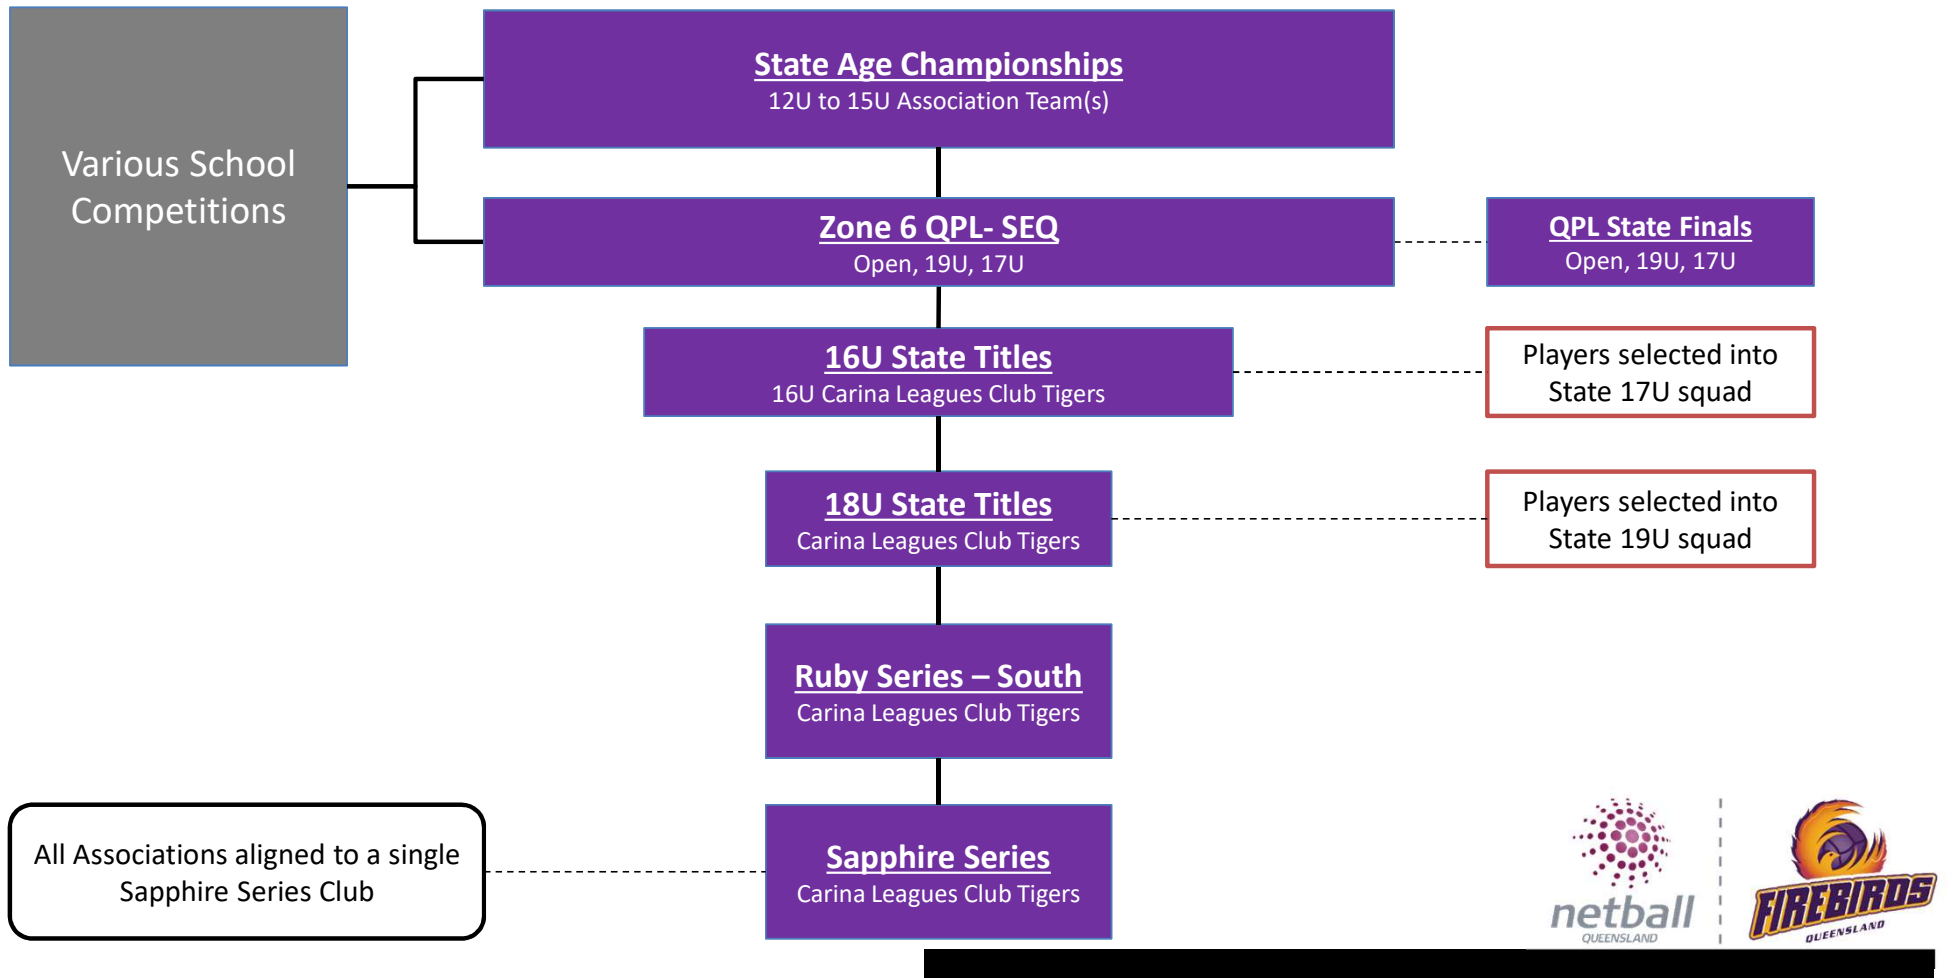 Various School
Competitions
State Age Championships
12U to 15U Association Team(s)
Zone 6 QPL- SEQ
Open, 19U, 17U
QPL State Finals
Open, 19U, 17U
16U State Titles
16U Carina Leagues Club Tigers
Players selected into
State 17U squad
18U State Titles
Carina Leagues Club Tigers
Players selected into
State 19U squad
Ruby Series – South
Carina Leagues Club Tigers
All Associations aligned to a single
Sapphire Series Club
Sapphire Series
Carina Leagues Club Tigers
netball
QUEENSLAND
FIREBIRDS
QUEENSLAND